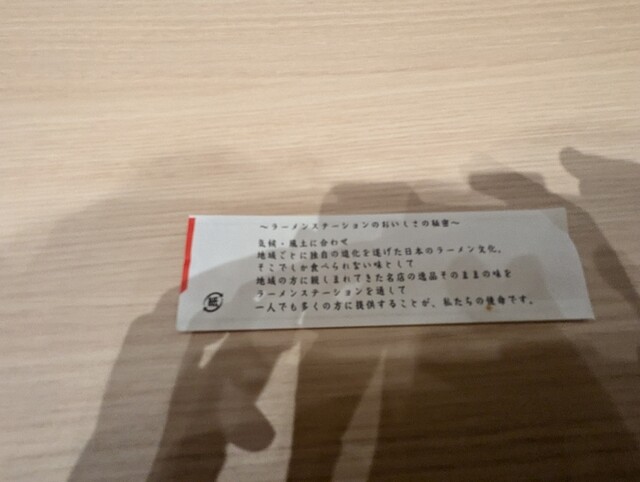 ～ラーメンステーションのおいしさの秘密～
気候・風土に合わせ
地域ごとに独自の進化を遂げた日本のラーメン文化。
そこでしか食べられない味として
地域の方に親しまれてきた名店の逸品そのままの味を
ラーメンステーションを通して
一人でも多くの方に提供することが、私たちの使命です。
紙